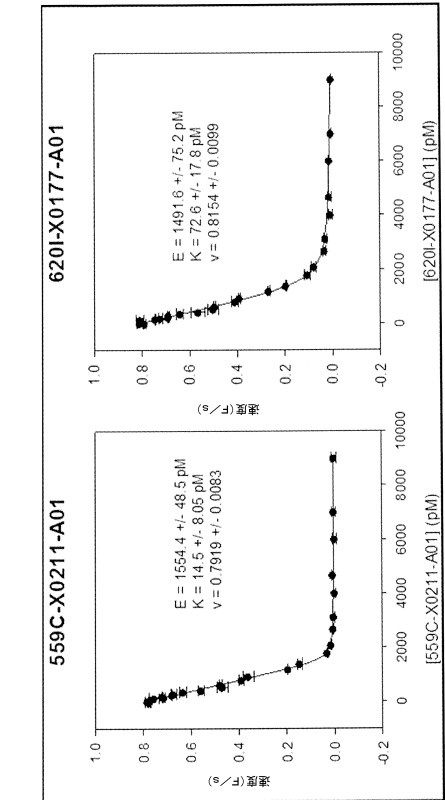 559C-X0211-A01
E = 1554.4 +/- 48.5 pM
K = 14.5 +/- 8.05 pM
v = 0.7919 +/- 0.0083
速度(F/s)
1.0
0.8
0.6
0.4
0.2
0.0
-0.2
0 2000 4000 6000 8000 10000
[559C-X0211-A01] (pM)
620I-X0177-A01
E = 1491.6 +/- 75.2 pM
K = 72.6 +/- 17.8 pM
v = 0.8154 +/- 0.0099
速度(F/s)
1.0
0.8
0.6
0.4
0.2
0.0
-0.2
0 2000 4000 6000 8000 10000
[620I-X0177-A01] (pM)